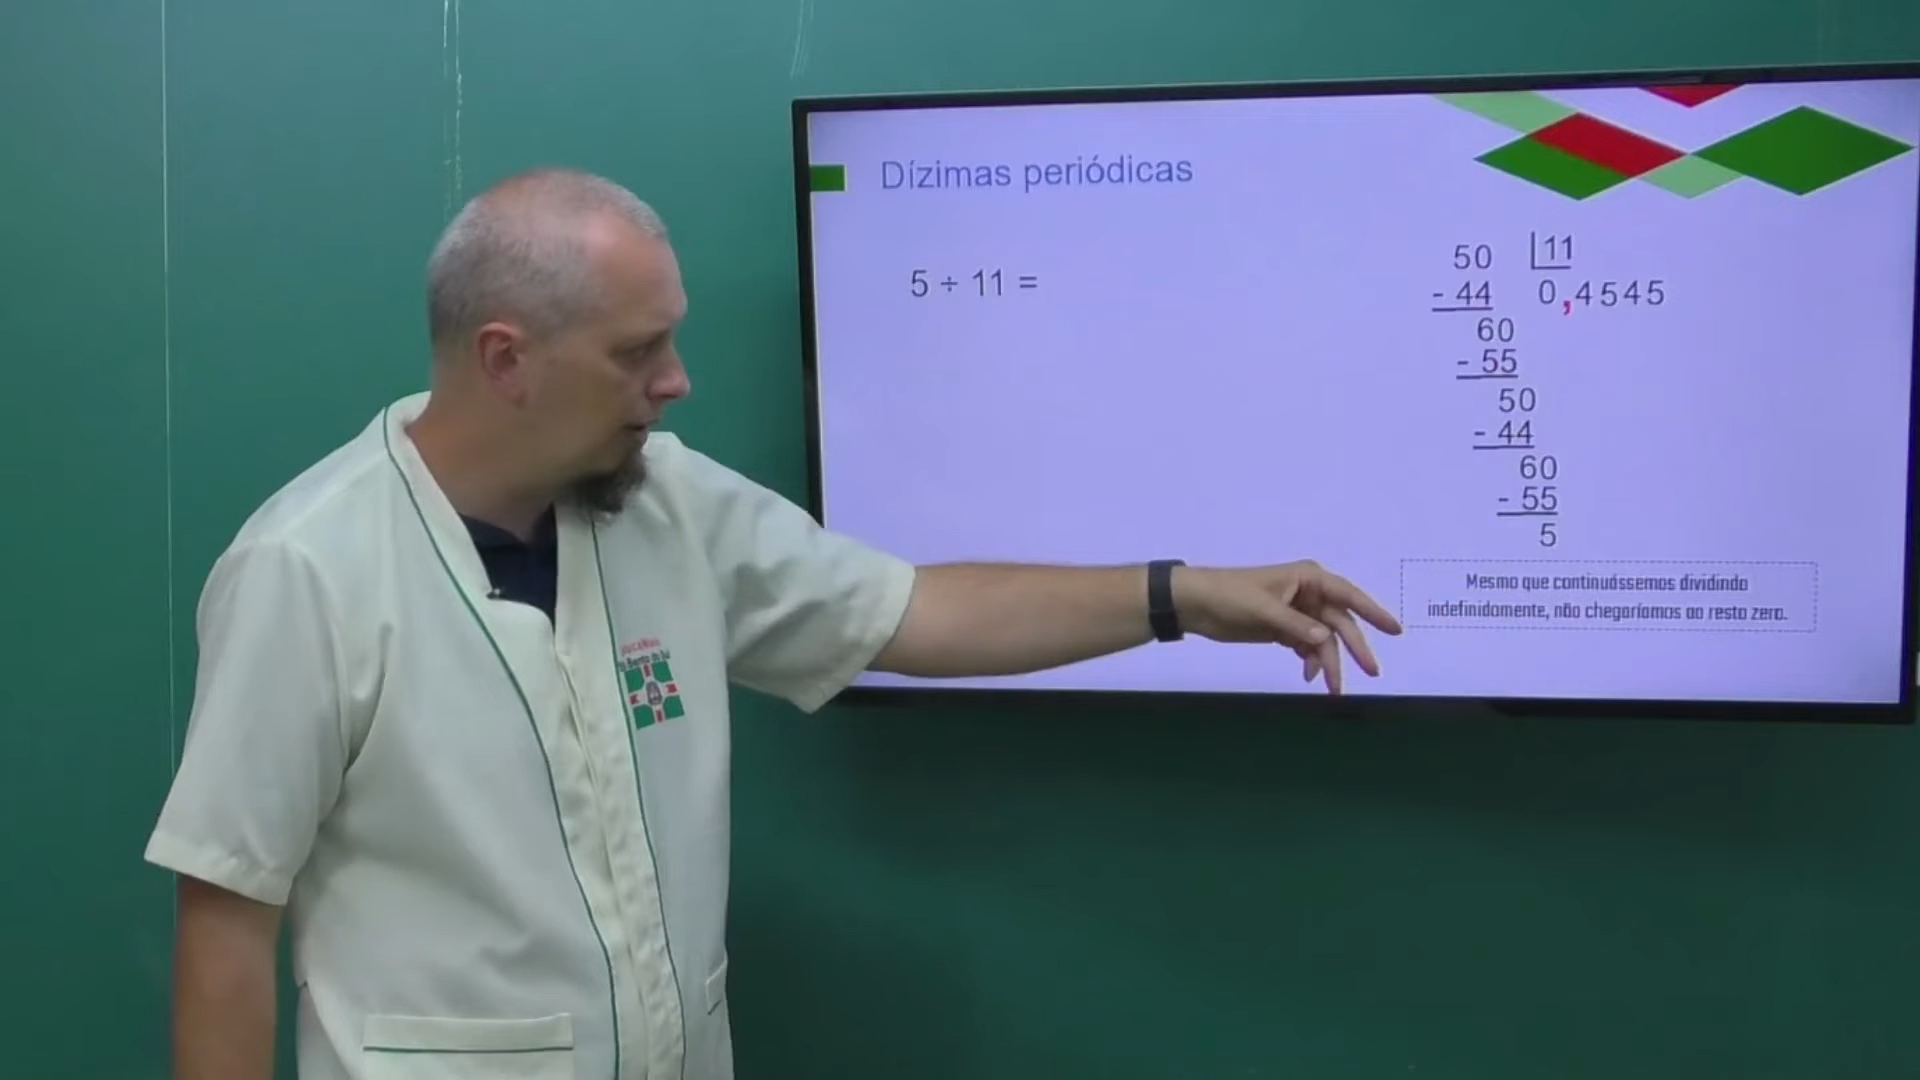 Dízimas periódicas
5 ÷ 11 =
50 11
- 44 0,4545
60
- 55
50
- 44
60
- 55
5
Mesmo que continuássemos dividindo
indefinidamente, não chegaríamos ao resto zero.